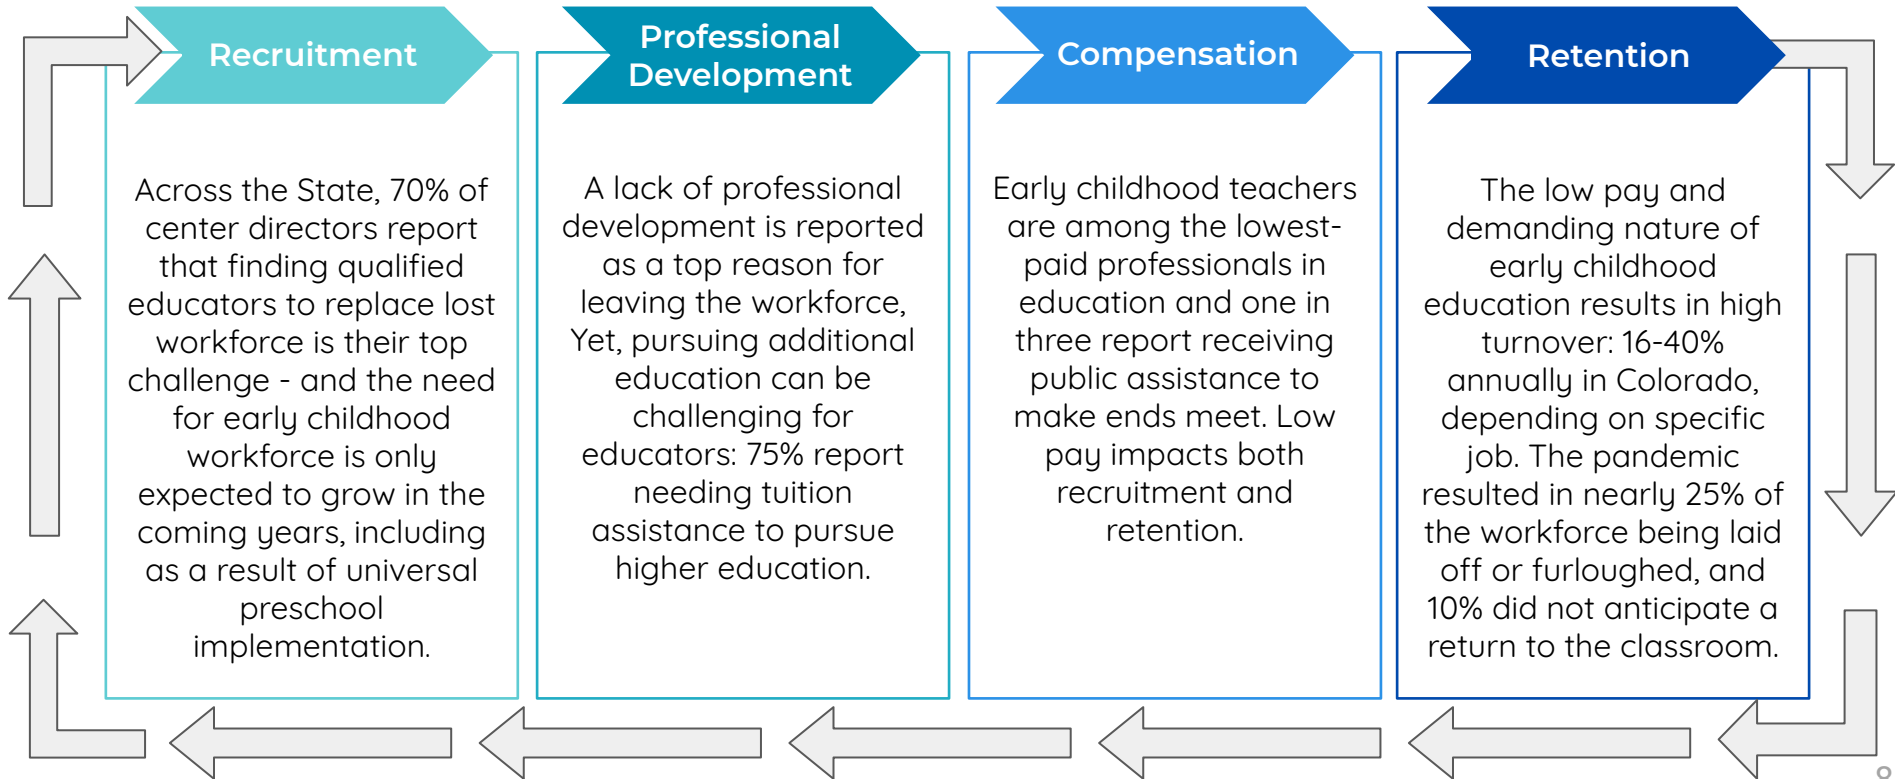 Recruitment
Across the State, 70% of
center directors report
that finding qualified
educators to replace lost
workforce is their top
challenge - and the need
for early childhood
workforce is only
expected to grow in the
coming years, including
as a result of universal
preschool
implementation.
Professional
Development
A lack of professional
development is reported
as a top reason for
leaving the workforce,
Yet, pursuing additional
education can be
challenging for
educators: 75% report
needing tuition
assistance to pursue
higher education.
Compensation
Early childhood teachers
are among the lowest-
paid professionals in
education and one in
three report receiving
public assistance to
make ends meet. Low
pay impacts both
recruitment and
retention.
Retention
The low pay and
demanding nature of
early childhood
education results in high
turnover: 16-40%
annually in Colorado,
depending on specific
job. The pandemic
resulted in nearly 25% of
the workforce being laid
off or furloughed, and
10% did not anticipate a
return to the classroom.